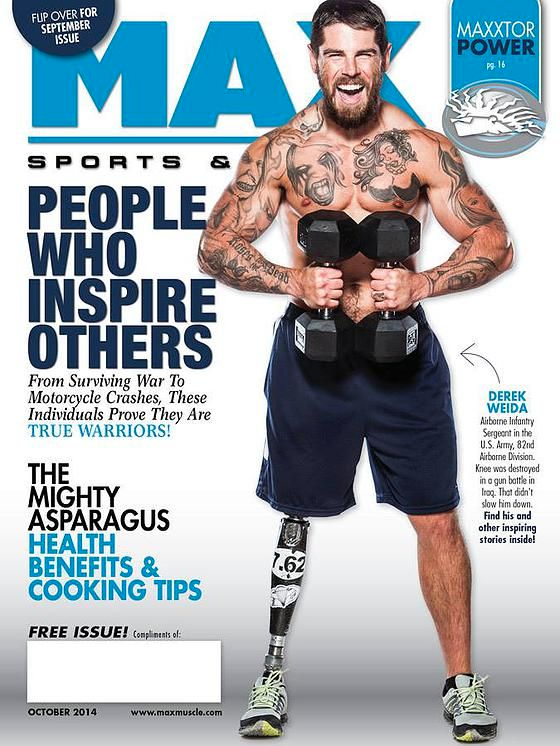 FLIP OVER FOR
SEPTEMBER
ISSUE
MAX
MAXXTOR
POWER
pg. 16
SPORTS &
PEOPLE
WHO
INSPIRE
OTHERS
From Surviving War To
Motorcycle Crashes, These
Individuals Prove They Are
TRUE WARRIORS!
DEREK
WEIDA
Airborne Infantry
Sergeant in the
U.S. Army, 82nd
Airborne Division.
Knee was destroyed
in a gun battle in
Iraq. That didn't
slow him down.
Find his and
other inspiring
stories inside!
THE
MIGHTY
ASPARAGUS
HEALTH
BENEFITS &
COOKING TIPS
7.62
FREE ISSUE! Compliments of:
OCTOBER 2014 www.maxmuscle.com